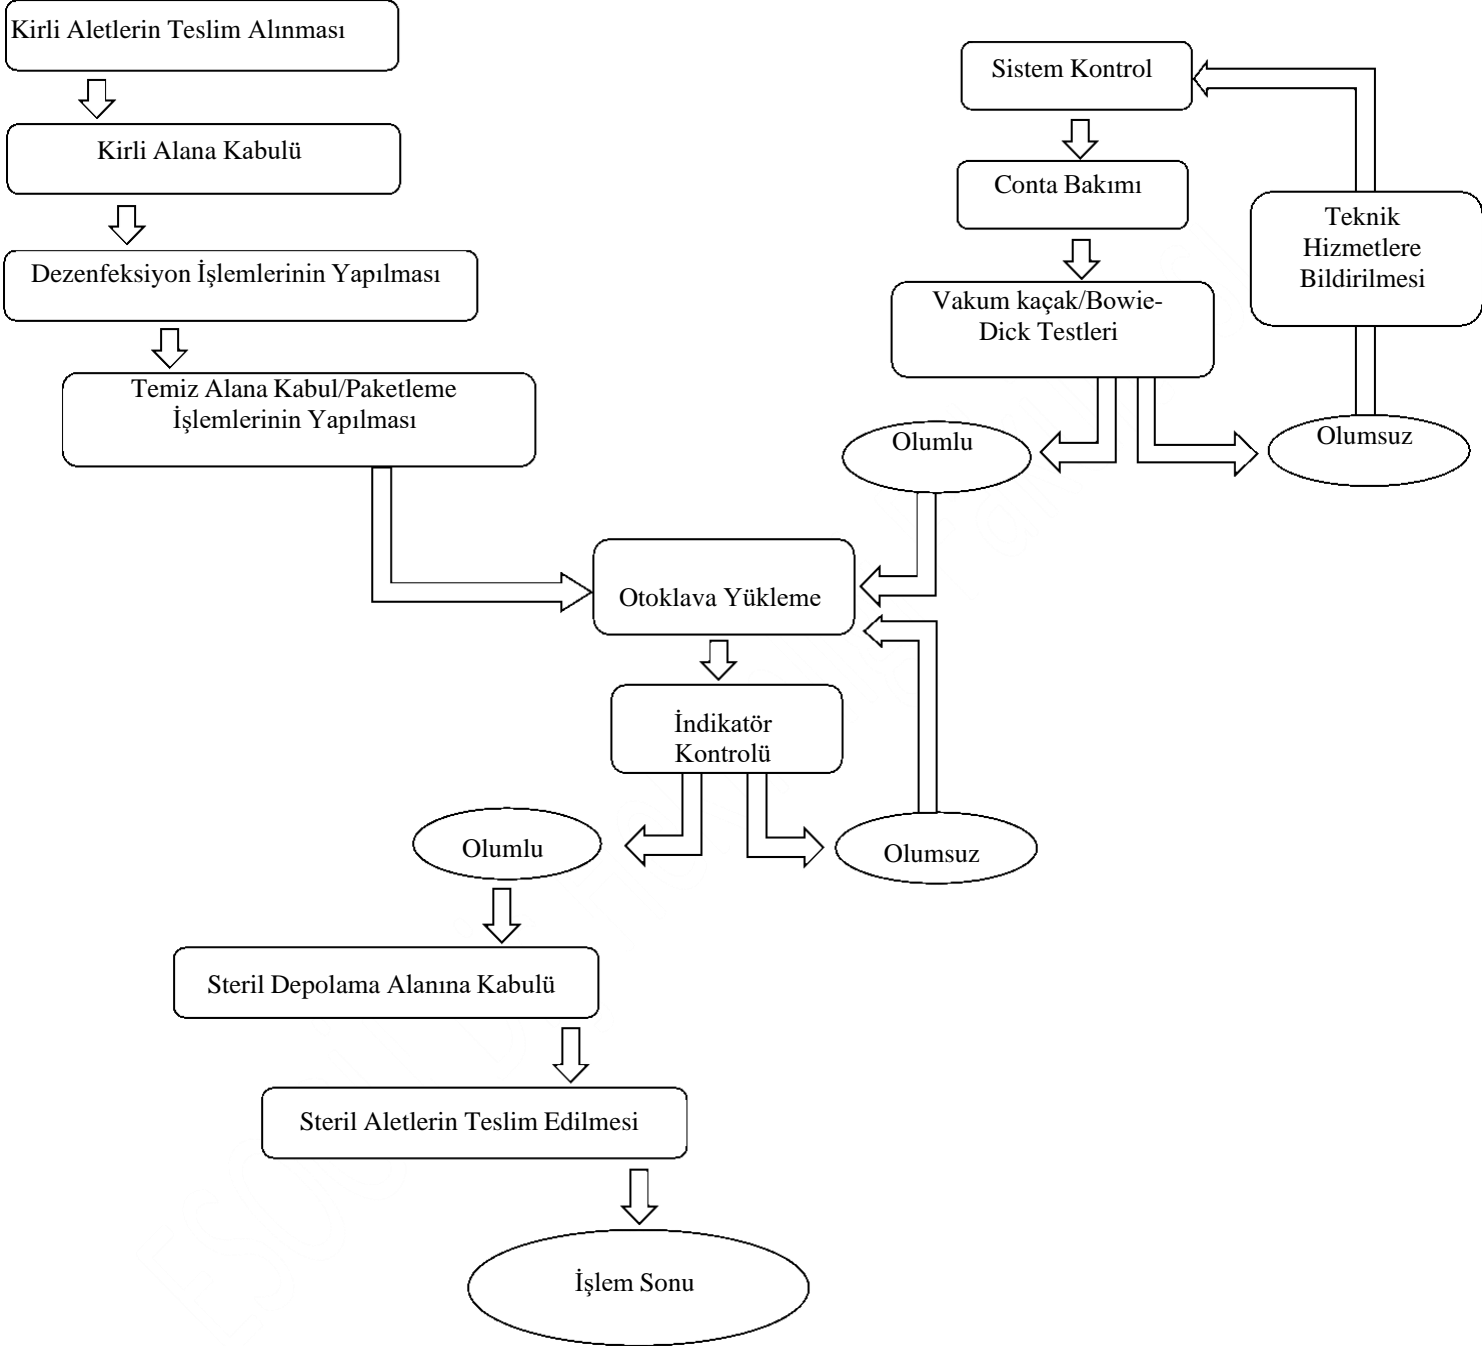 Kirli Aletlerin Teslim Alınması
Kirli Alana Kabulü
Dezenfeksiyon İşlemlerinin Yapılması
Temiz Alana Kabul/Paketleme
İşlemlerinin Yapılması
Sistem Kontrol
Conta Bakımı
Vakum kaçak/Bowie-
Dick Testleri
Teknik
Hizmetlere
Bildirilmesi
Olumlu
Olumsuz
Otoklava Yükleme
İndikatör
Kontrolü
Olumlu
Olumsuz
Steril Depolama Alanına Kabulü
Steril Aletlerin Teslim Edilmesi
İşlem Sonu